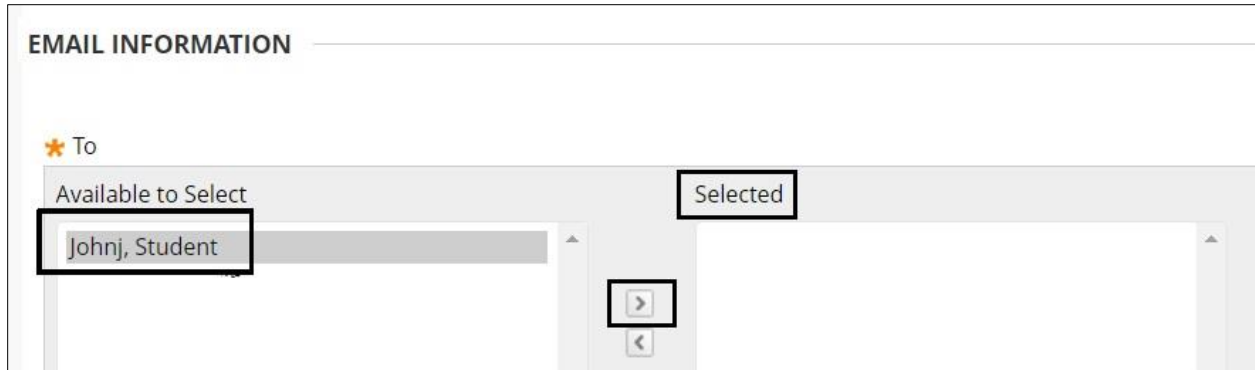 EMAIL INFORMATION
To
Available to Select
Selected
Johnj, Student